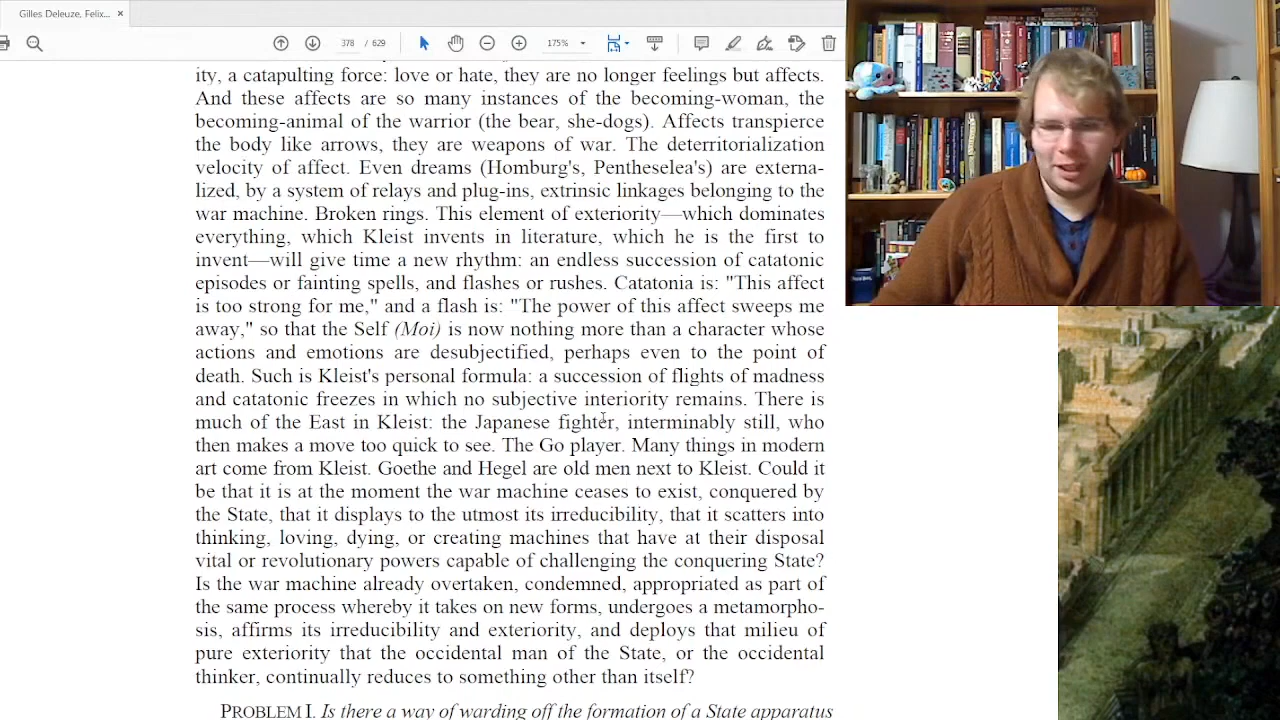 Gilles Deleuze, Felix...
378 / 629
175%
ity, a catapulting force: love or hate, they are no longer feelings but affects.
And these affects are so many instances of the becoming-woman, the
becoming-animal of the warrior (the bear, she-dogs). Affects transpierce
the body like arrows, they are weapons of war. The deterritorialization
velocity of affect. Even dreams (Homburg's, Pentheselea's) are externa-
lized, by a system of relays and plug-ins, extrinsic linkages belonging to the
war machine. Broken rings. This element of exteriority—which dominates
everything, which Kleist invents in literature, which he is the first to
invent—will give time a new rhythm: an endless succession of catatonic
episodes or fainting spells, and flashes or rushes. Catatonia is: "This affect
is too strong for me," and a flash is: "The power of this affect sweeps me
away," so that the Self (Moi) is now nothing more than a character whose
actions and emotions are desubjectified, perhaps even to the point of
death. Such is Kleist's personal formula: a succession of flights of madness
and catatonic freezes in which no subjective interiority remains. There is
much of the East in Kleist: the Japanese fighter, interminably still, who
then makes a move too quick to see. The Go player. Many things in modern
art come from Kleist. Goethe and Hegel are old men next to Kleist. Could it
be that it is at the moment the war machine ceases to exist, conquered by
the State, that it displays to the utmost its irreducibility, that it scatters into
thinking, loving, dying, or creating machines that have at their disposal
vital or revolutionary powers capable of challenging the conquering State?
Is the war machine already overtaken, condemned, appropriated as part of
the same process whereby it takes on new forms, undergoes a metamorpho-
sis, affirms its irreducibility and exteriority, and deploys that milieu of
pure exteriority that the occidental man of the State, or the occidental
thinker, continually reduces to something other than itself?
PROBLEM I. Is there a way of warding off the formation of a State apparatus